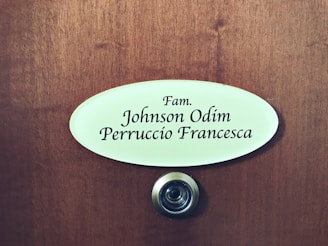 Fam.
Johnson Odim
Perruccio Francesca